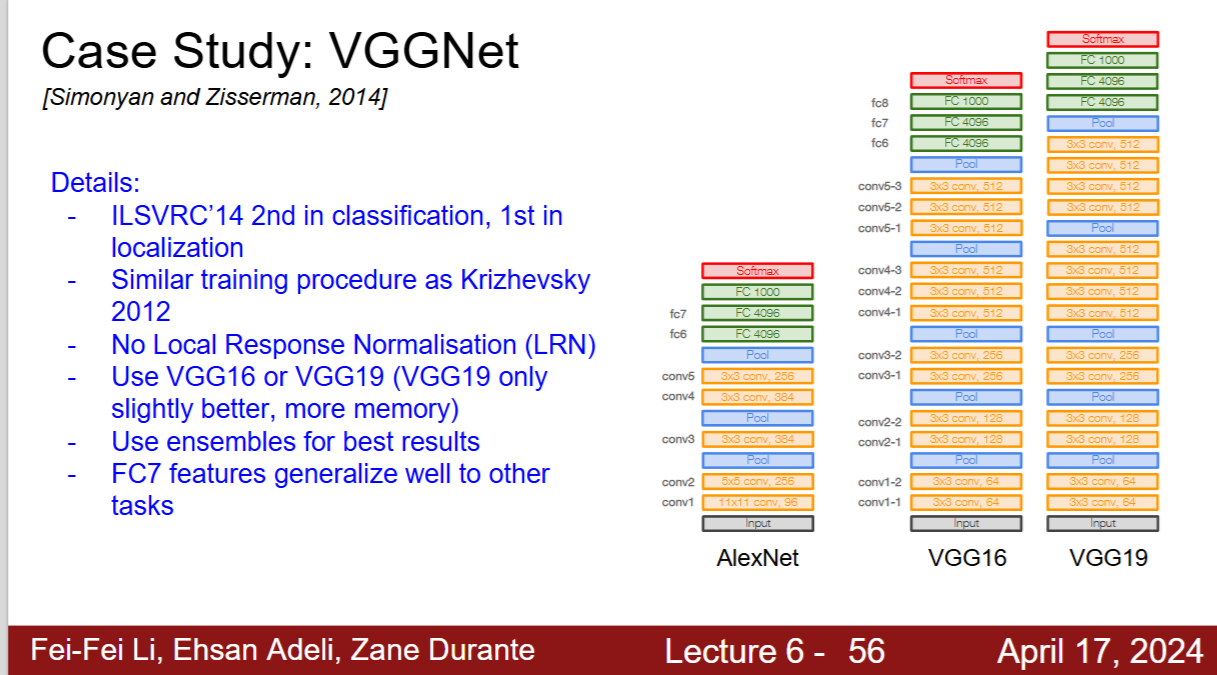 Case Study: VGGNet
[Simonyan and Zisserman, 2014]
Details:
- ILSVRC’14 2nd in classification, 1st in
localization
- Similar training procedure as Krizhevsky
2012
- No Local Response Normalisation (LRN)
- Use VGG16 or VGG19 (VGG19 only
slightly better, more memory)
- Use ensembles for best results
- FC7 features generalize well to other
tasks
Softmax
FC 1000
fc7 FC 4096
fc6 FC 4096
Pool
conv5 3x3 conv, 256
conv4 3x3 conv, 384
Pool
conv3 3x3 conv, 384
Pool
conv2 5x5 conv, 256
conv1 11x11 conv, 96
Input
AlexNet
Softmax
fc8 FC 1000
fc7 FC 4096
fc6 FC 4096
Pool
conv5-3 3x3 conv, 512
conv5-2 3x3 conv, 512
conv5-1 3x3 conv, 512
Pool
conv4-3 3x3 conv, 512
conv4-2 3x3 conv, 512
conv4-1 3x3 conv, 512
Pool
conv3-2 3x3 conv, 256
conv3-1 3x3 conv, 256
Pool
conv2-2 3x3 conv, 128
conv2-1 3x3 conv, 128
Pool
conv1-2 3x3 conv, 64
conv1-1 3x3 conv, 64
Input
VGG16
Softmax
FC 1000
FC 4096
FC 4096
Pool
3x3 conv, 512
3x3 conv, 512
3x3 conv, 512
3x3 conv, 512
Pool
3x3 conv, 512
3x3 conv, 512
3x3 conv, 512
3x3 conv, 512
Pool
3x3 conv, 256
3x3 conv, 256
Pool
3x3 conv, 128
3x3 conv, 128
Pool
3x3 conv, 64
3x3 conv, 64
Input
VGG19
Fei-Fei Li, Ehsan Adeli, Zane Durante
Lecture 6 - 56
April 17, 2024